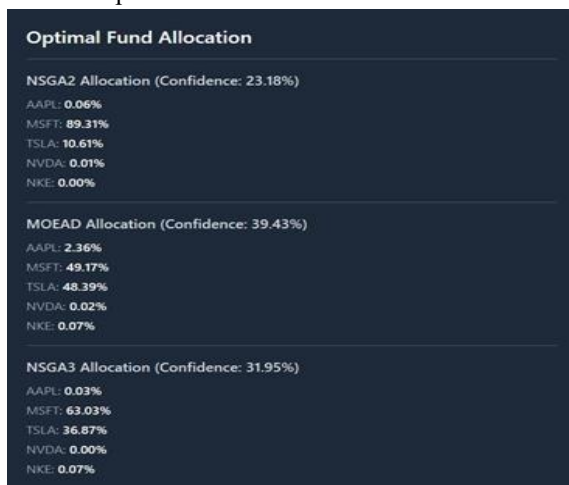 Optimal Fund Allocation
NSGA2 Allocation (Confidence: 23.18%)
AAPL: 0.06%
MSFT: 89.31%
TSLA: 10.61%
NVDA: 0.01%
NKE: 0.00%
MOEAD Allocation (Confidence: 39.43%)
AAPL: 2.36%
MSFT: 49.17%
TSLA: 48.39%
NVDA: 0.02%
NKE: 0.07%
NSGA3 Allocation (Confidence: 31.95%)
AAPL: 0.03%
MSFT: 63.03%
TSLA: 36.87%
NVDA: 0.00%
NKE: 0.07%